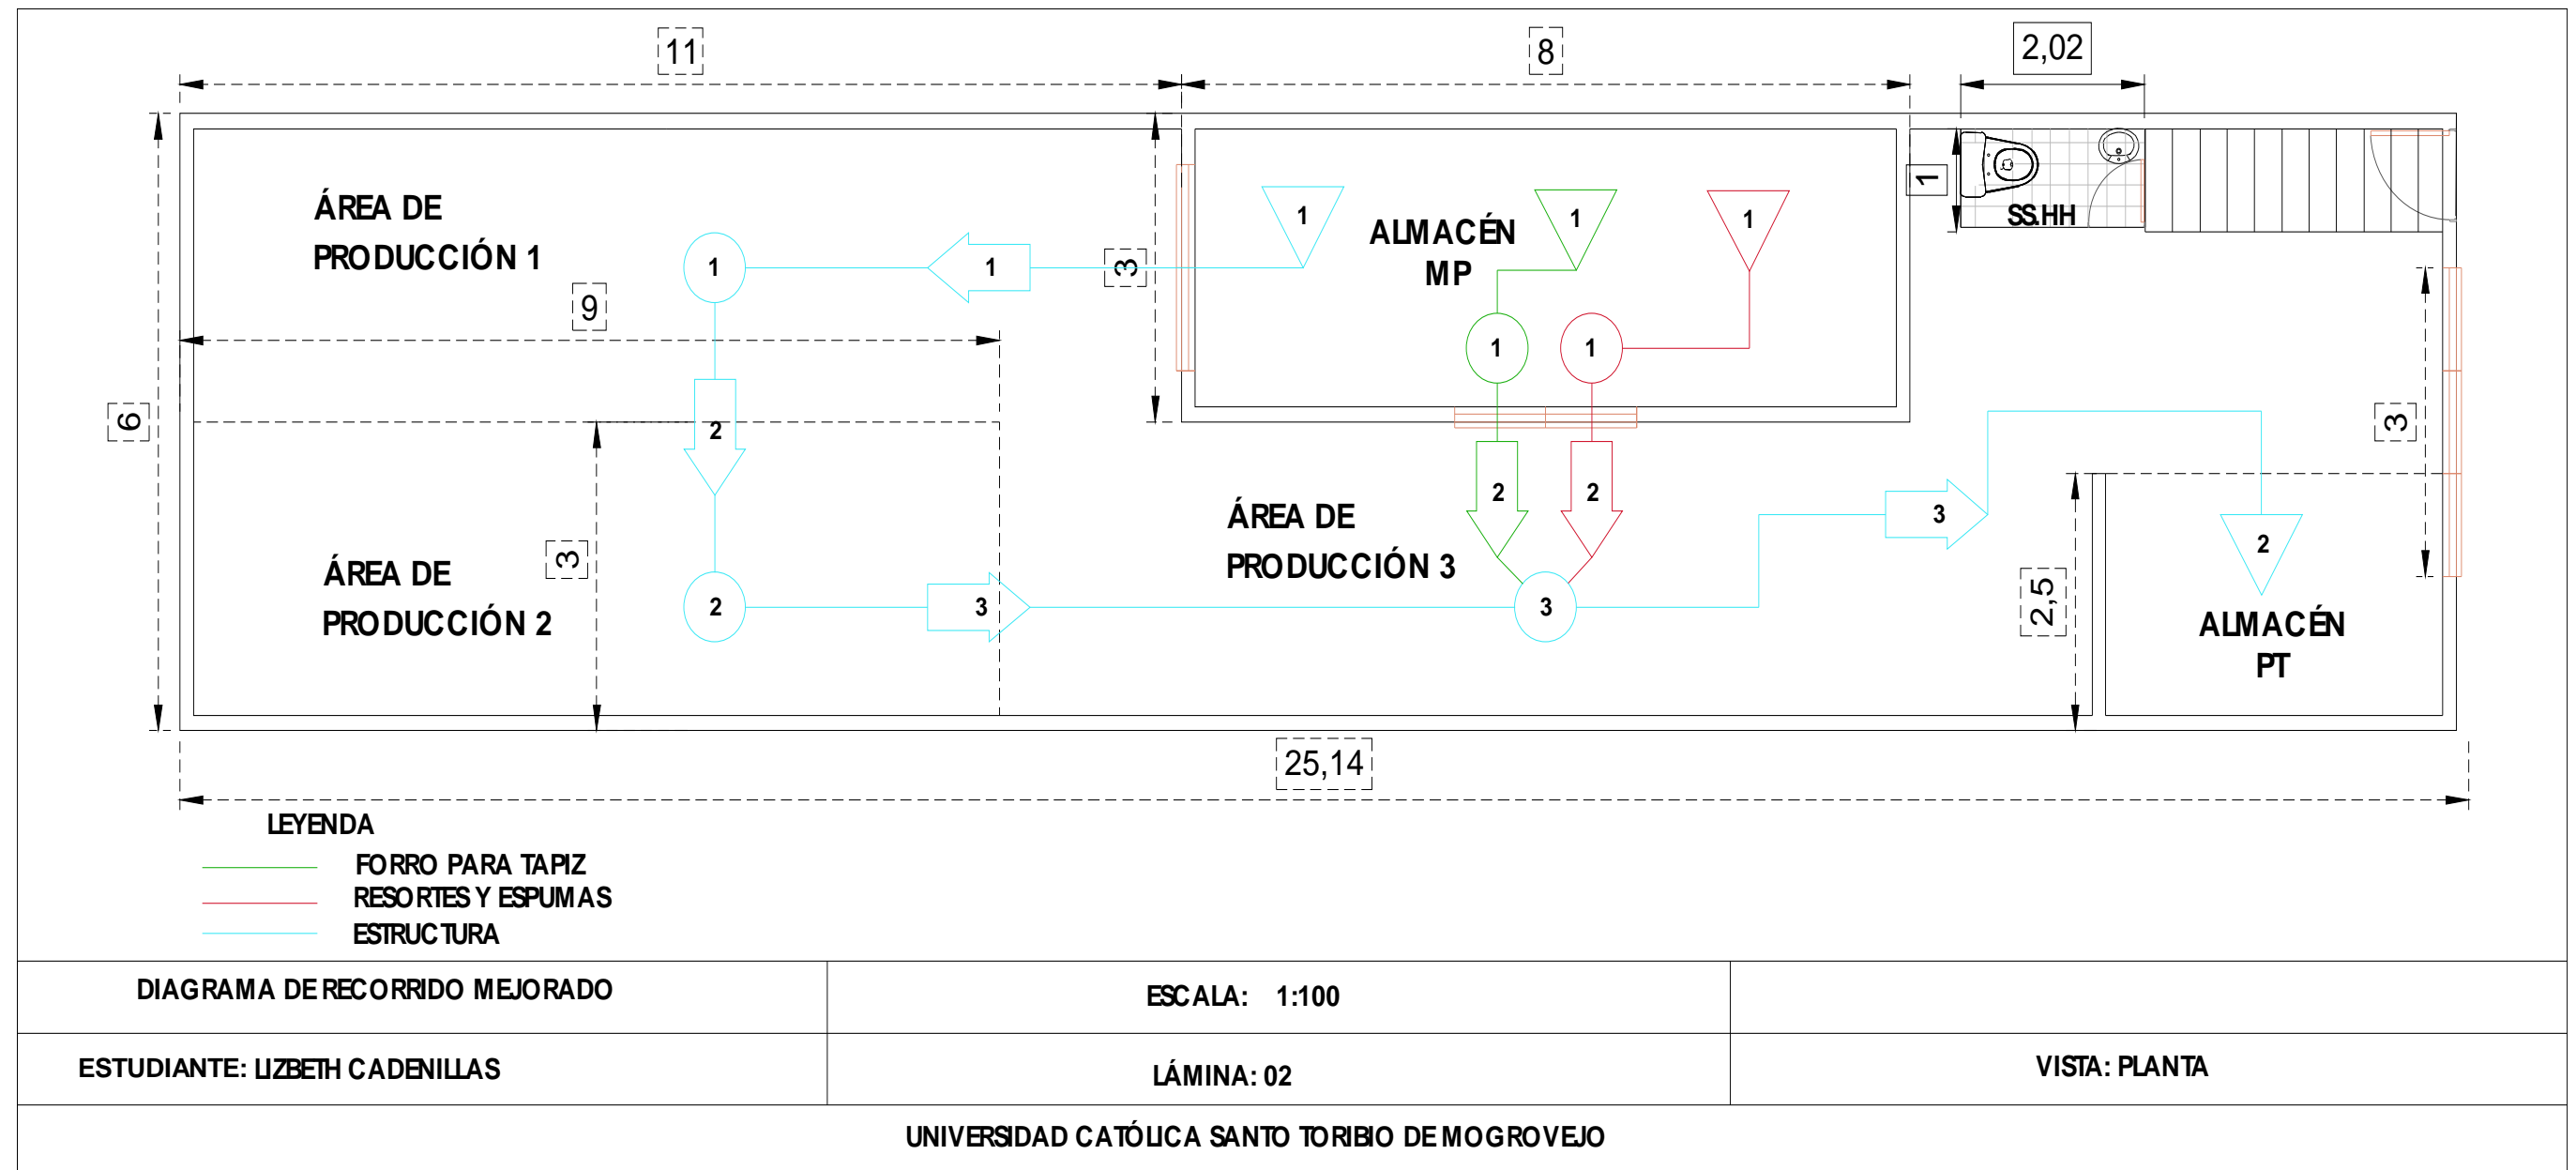 11
8
2,02
ÁREA DE
PRODUCCIÓN 1
1
1
3
1
ALMACÉN
MP
1
1
1
SS.HH
9
1
1
6
2
3
2
2
3
ÁREA DE
PRODUCCIÓN 3
3
2
ÁREA DE
PRODUCCIÓN 2
3
2
3
3
2,5
ALMACÉN
PT
25,14
LEYENDA
FORRO PARA TAPIZ
RESORTES Y ESPUMAS
ESTRUCTURA
DIAGRAMA DE RECORRIDO MEJORADO
ESCALA: 1:100
ESTUDIANTE: LIZBETH CADENILLAS
LÁMINA: 02
VISTA: PLANTA
UNIVERSIDAD CATÓLICA SANTO TORIBIO DE MOGROVEJO